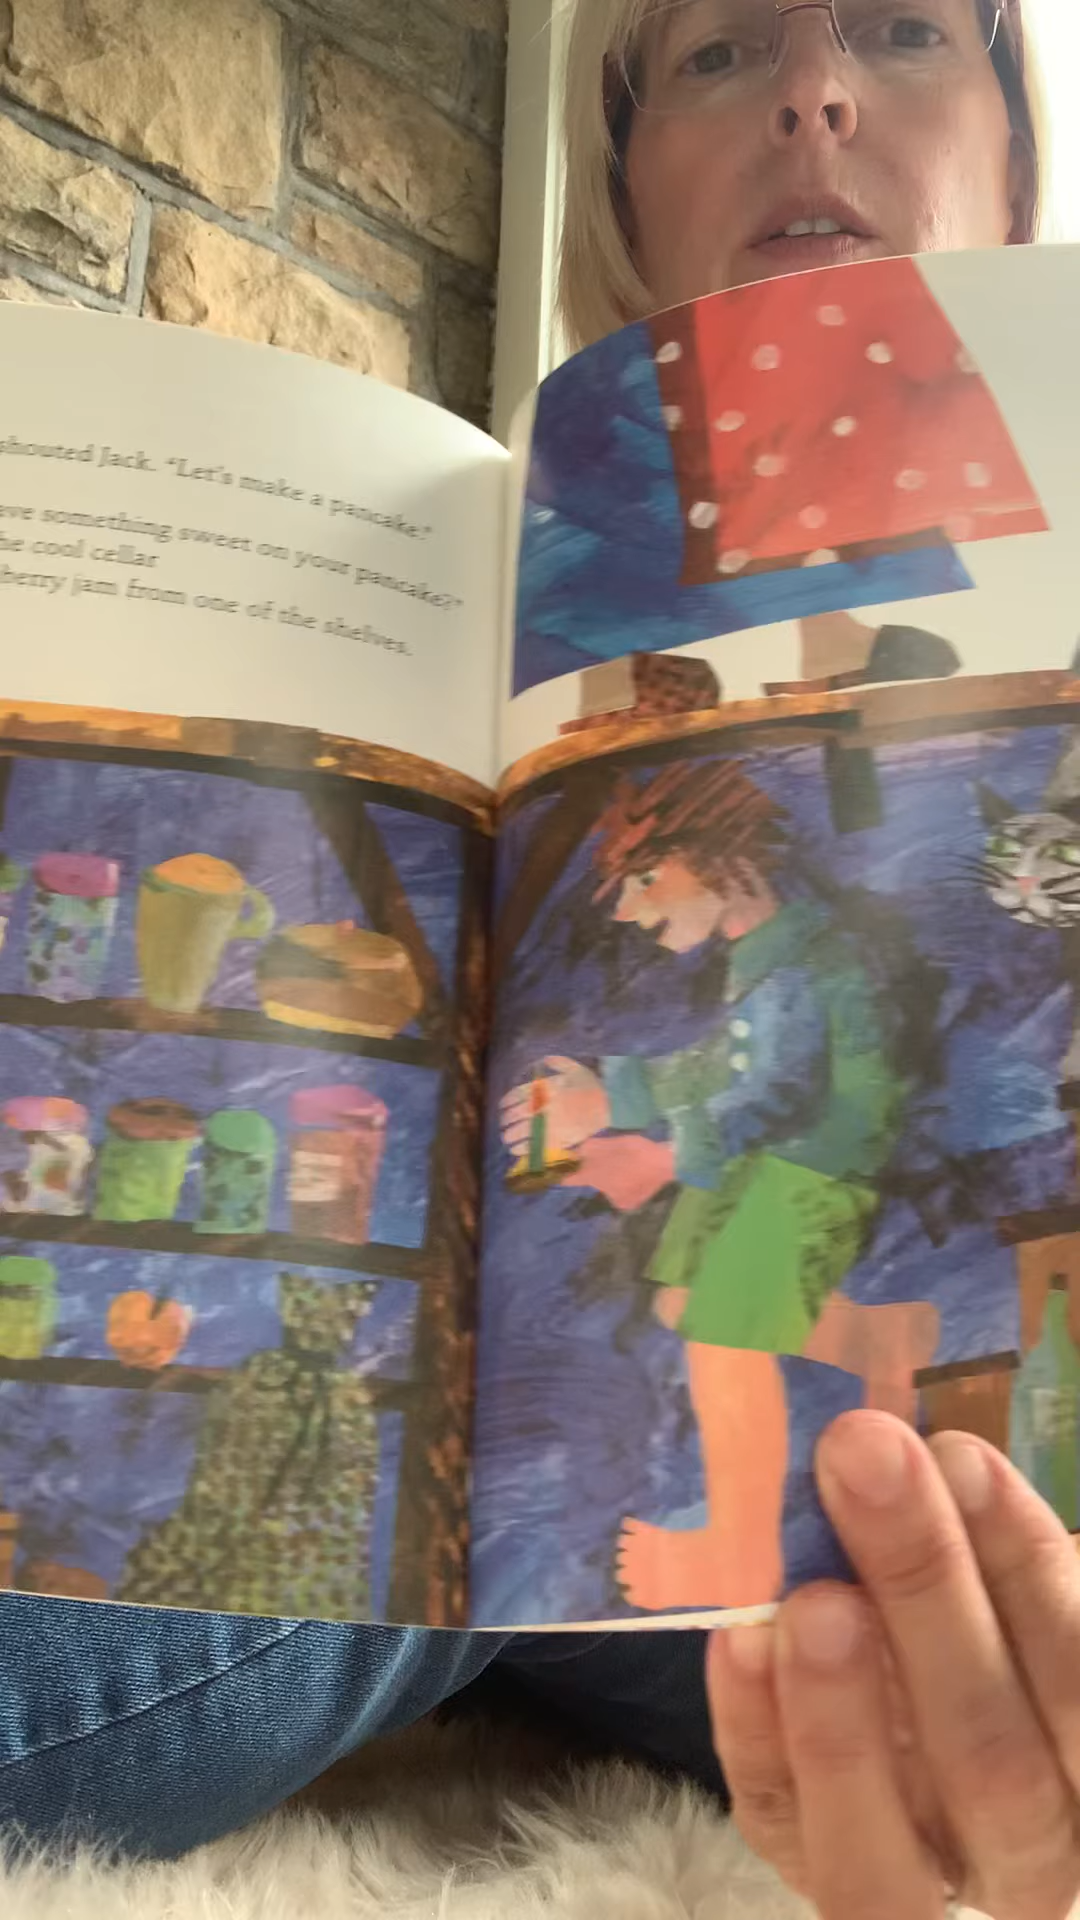 shouted Jack. “Let's make a pancake.”
ave something sweet on your pancake?”
he cool cellar
berry jam from one of the shelves.